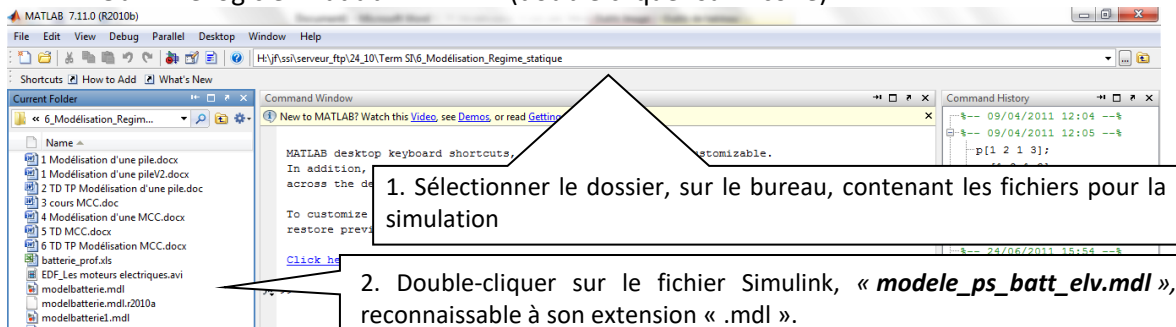 MATLAB 7.11.0 (R2010b)
File Edit View Debug Parallel Desktop Window Help
H:\jf\ssi\serveur_ftp\24_10\Term SI\6_Modélisation_Regime_statique
Shortcuts How to Add What's New
Current Folder
Command Window
Command History
« 6_Modélisation_Regim...
New to MATLAB? Watch this Video, see Demos, or read Getting
%-- 09/04/2011 12:04 --%
%-- 09/04/2011 12:05 --%
p[1 2 1 3];
Name
1 Modélisation d'une pile.docx
1 Modélisation d'une pileV2.docx
2 TD TP Modélisation d'une pile.doc
3 cours MCC.doc
4 Modélisation d'une MCC.docx
5 TD MCC.docx
6 TD TP Modélisation MCC.docx
batterie_prof.xls
EDF_Les moteurs electriques.avi
modelbatterie.mdl
modelbatterie.mdl.r2010a
modelbatterie1.mdl
MATLAB desktop keyboard shortcuts, stomizable.
In addition,
across the de
To customize
restore previ
Click he
1. Sélectionner le dossier, sur le bureau, contenant les fichiers pour la
simulation
%-- 24/06/2011 15:54 --%
2. Double-cliquer sur le fichier Simulink, « modele_ps_batt_elv.mdl »,
reconnaissable à son extension « .mdl ».